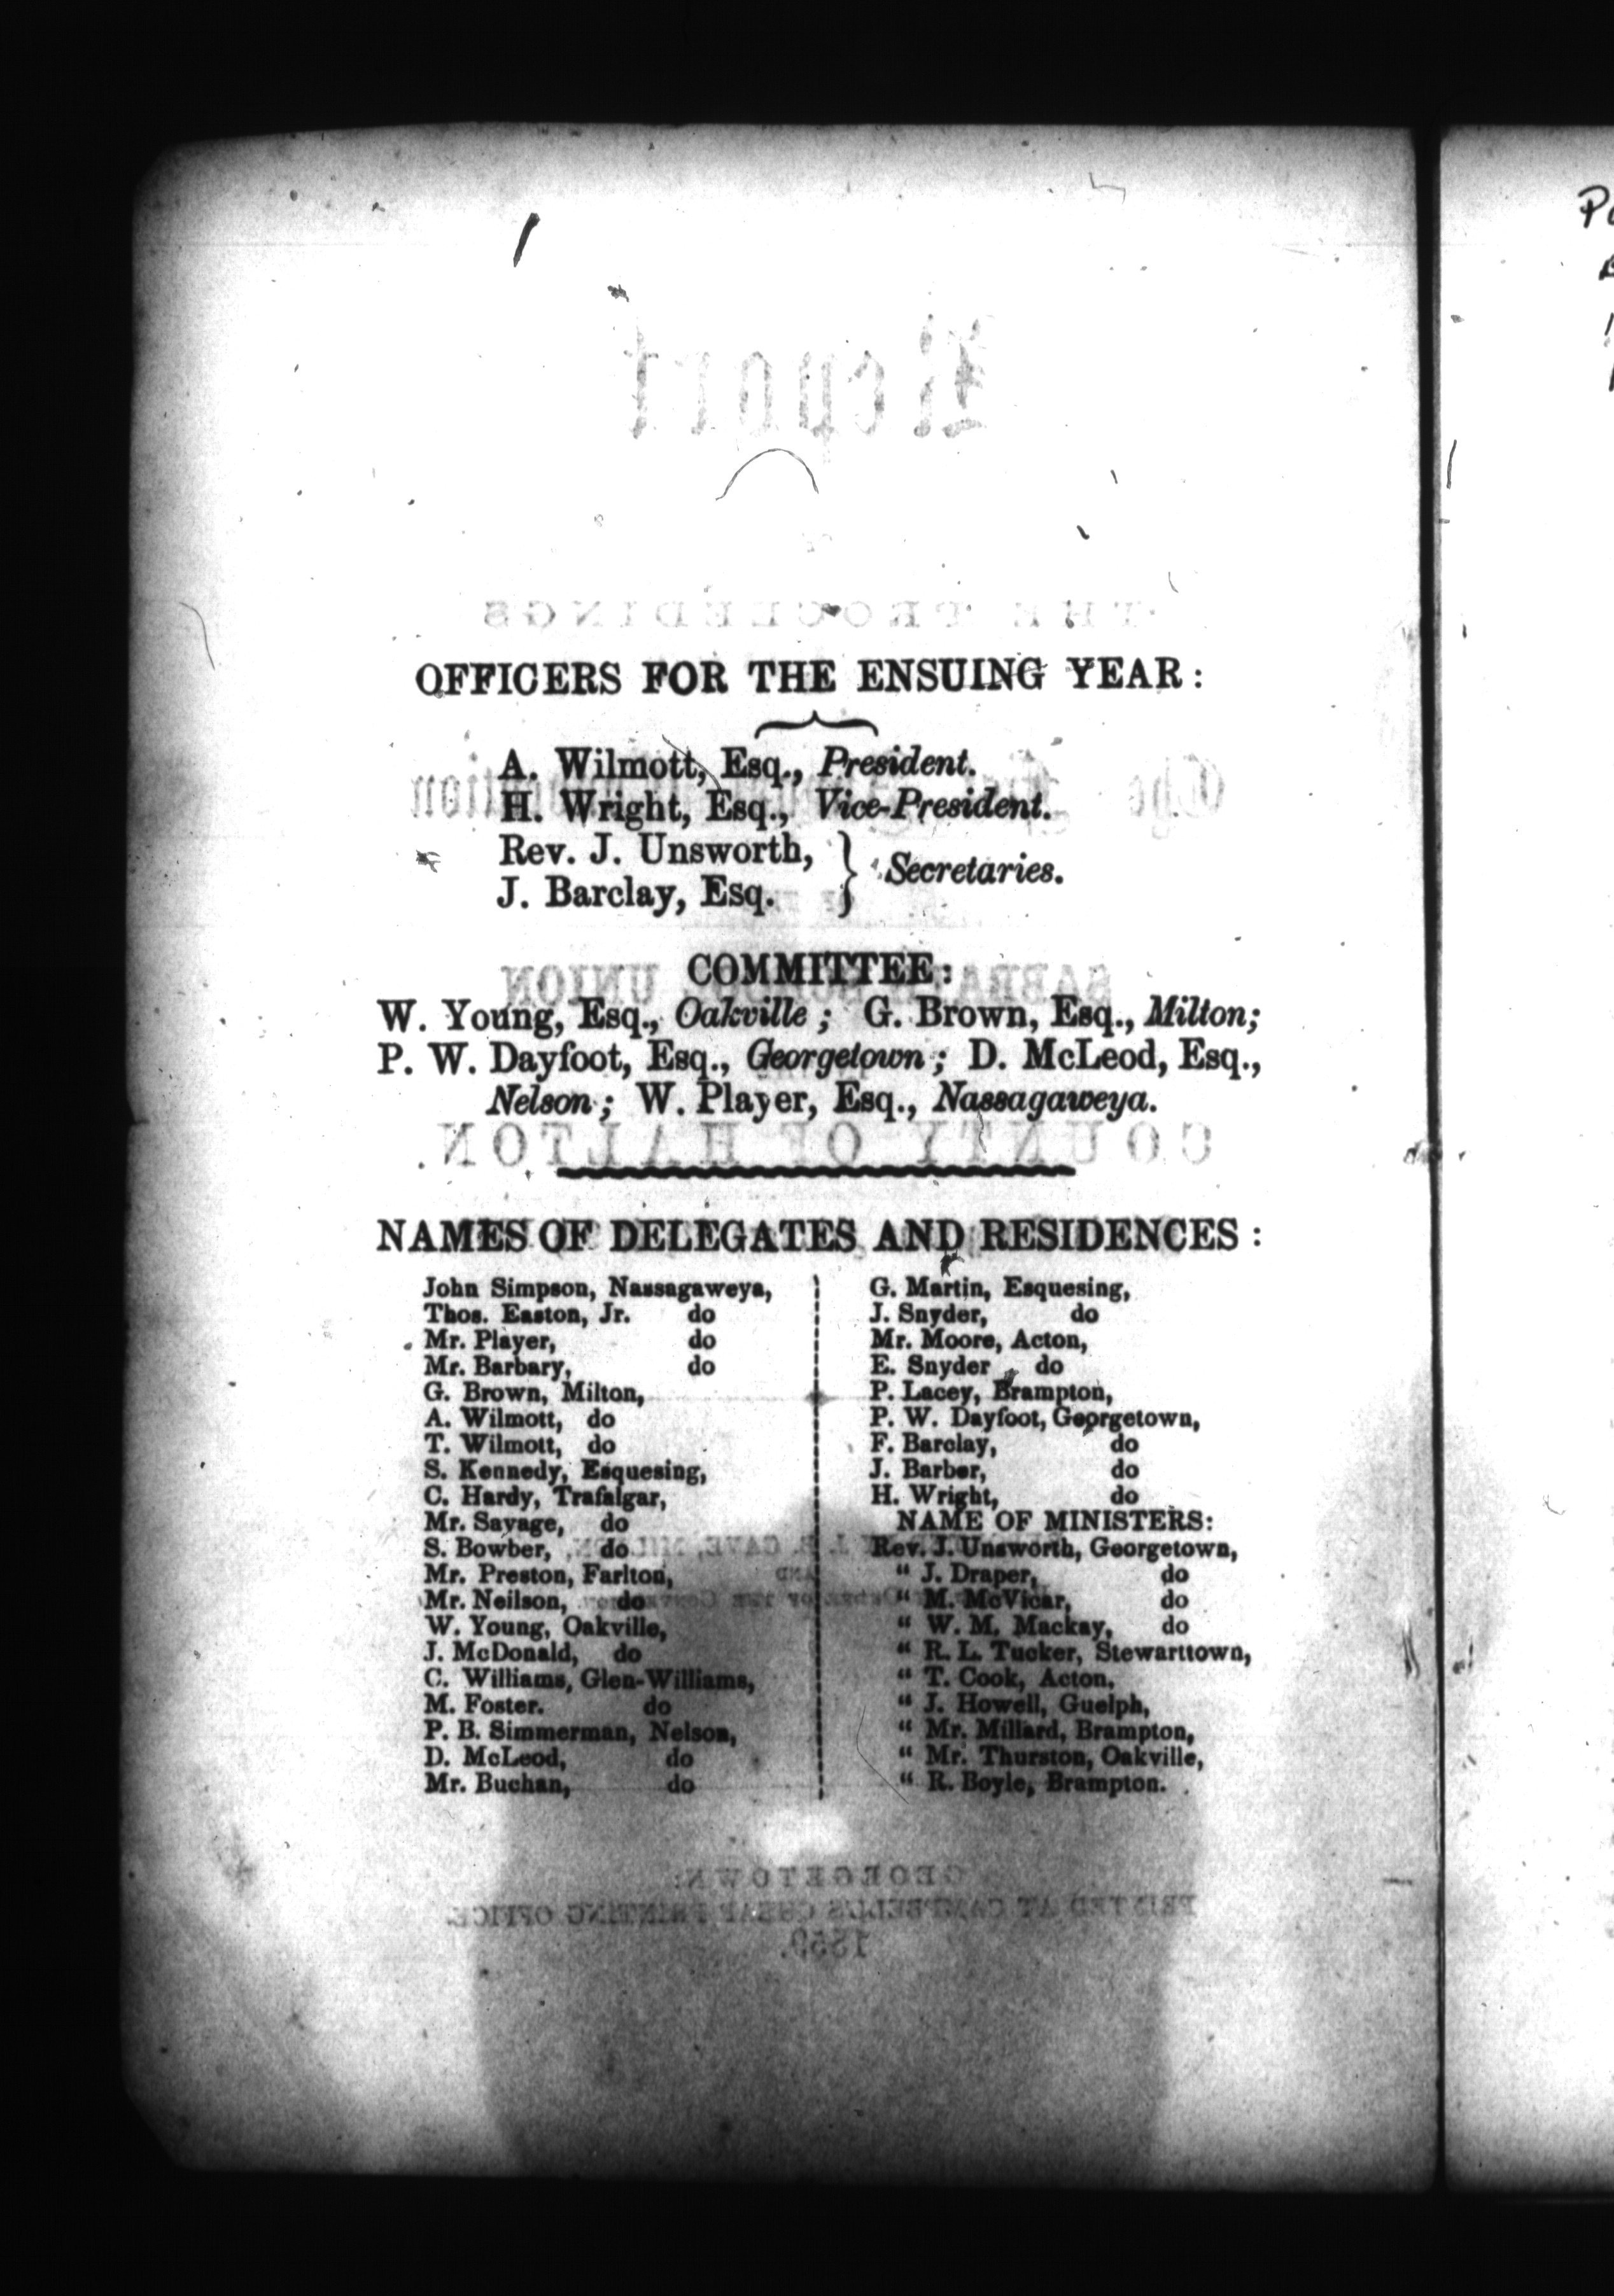 OFFICERS FOR THE ENSUING YEAR:
A. Wilmott, Esq., President.
H. Wright, Esq., Vice-President.
Rev. J. Unsworth,
J. Barclay, Esq. } Secretaries.
COMMITTEE:
W. Young, Esq., Oakville; G. Brown, Esq., Milton;
P. W. Dayfoot, Esq., Georgetown; D. McLeod, Esq.,
Nelson; W. Player, Esq., Nassagaweya.
NAMES OF DELEGATES AND RESIDENCES:
John Simpson, Nassagaweya,
Thos. Easton, Jr. do
Mr. Player, do
Mr. Barbary, do
G. Brown, Milton,
A. Wilmott, do
T. Wilmott, do
S. Kennedy, Esquesing,
C. Hardy, Trafalgar,
Mr. Savage, do
S. Bowber, do
Mr. Preston, Farlton,
Mr. Neilson, do
W. Young, Oakville,
J. McDonald, do
C. Williams, Glen-Williams,
M. Foster. do
P. B. Simmerman, Nelson,
D. McLeod, do
Mr. Buchan, do
G. Martin, Esquesing,
J. Snyder, do
Mr. Moore, Acton,
E. Snyder do
P. Lacey, Brampton,
P. W. Dayfoot, Georgetown,
F. Barclay, do
J. Barber, do
H. Wright, do
NAME OF MINISTERS:
Rev. J. Unsworth, Georgetown,
" J. Draper, do
" M. McVicar, do
" W. M. Mackay, do
" R. L. Tucker, Stewarttown,
" T. Cook, Acton.
" J. Howell, Guelph,
" Mr. Millard, Brampton,
" Mr. Thurston, Oakville,
" R. Boyle, Brampton.